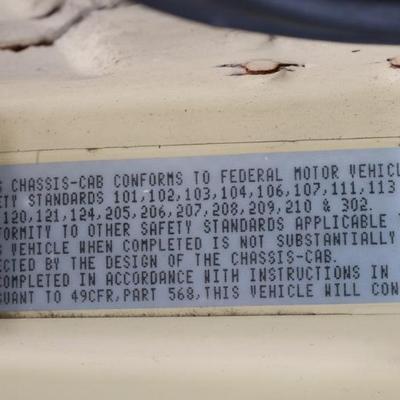 CHASSIS-CAB CONFORMS TO FEDERAL MOTOR VEHICL
ETY STANDARDS 101,102,103,104,106,107,111,113
120,121,124,205,206,207,208,209,210 & 302.
FORMITY TO OTHER SAFETY STANDARDS APPLICABLE T
S VEHICLE WHEN COMPLETED IS NOT SUBSTANTIALLY
ECTED BY THE DESIGN OF THE CHASSIS-CAB.
COMPLETED IN ACCORDANCE WITH INSTRUCTIONS IN
SUANT TO 49CFR,PART 568,THIS VEHICLE WILL CON